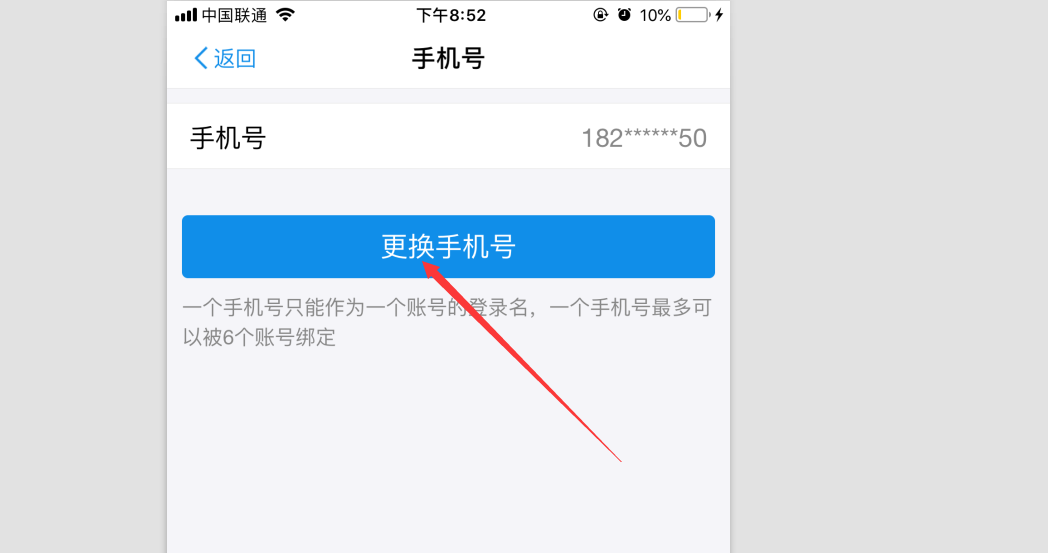 中国联通 下午8:52 10%
返回 手机号
手机号 182******50
更换手机号
一个手机号只能作为一个账号的登录名，一个手机号最多可
以被6个账号绑定